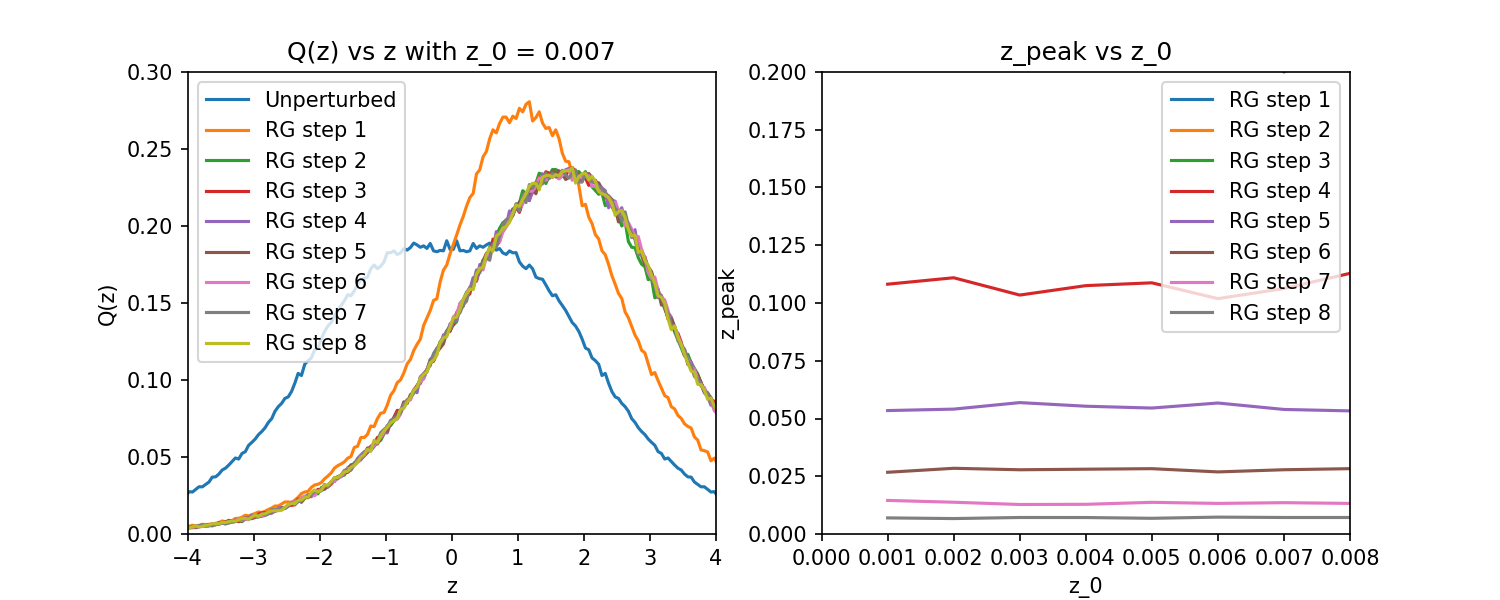 Q(z) vs z with z_0 = 0.007
0.30
0.25
0.20
0.15
0.10
0.05
0.00
Q(z)
Unperturbed
RG step 1
RG step 2
RG step 3
RG step 4
RG step 5
RG step 6
RG step 7
RG step 8
−4
−3
−2
−1
0
1
2
3
4
z
z_peak vs z_0
0.200
0.175
0.150
0.125
0.100
0.075
0.050
0.025
0.000
z_peak
RG step 1
RG step 2
RG step 3
RG step 4
RG step 5
RG step 6
RG step 7
RG step 8
0.000 0.001 0.002 0.003 0.004 0.005 0.006 0.007 0.008
z_0